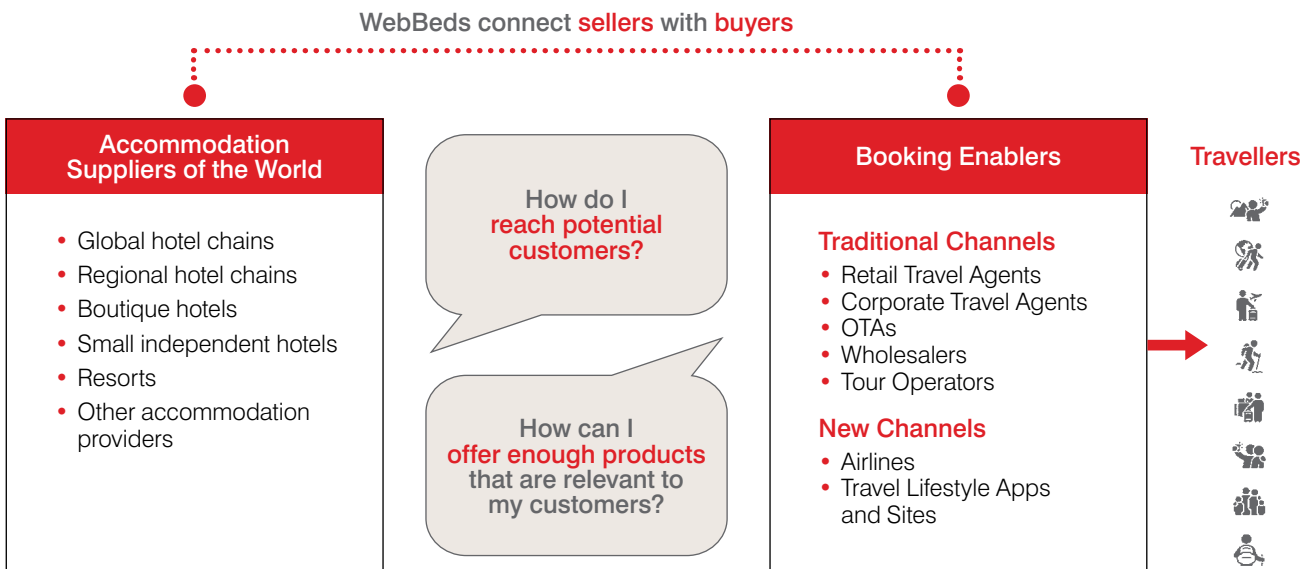 WebBeds connect sellers with buyers
Accommodation
Suppliers of the World
• Global hotel chains
• Regional hotel chains
• Boutique hotels
• Small independent hotels
• Resorts
• Other accommodation
providers
How do I
reach potential
customers?
How can I
offer enough products
that are relevant to
my customers?
Booking Enablers
Traditional Channels
• Retail Travel Agents
• Corporate Travel Agents
• OTAs
• Wholesalers
• Tour Operators
New Channels
• Airlines
• Travel Lifestyle Apps
and Sites
Travellers